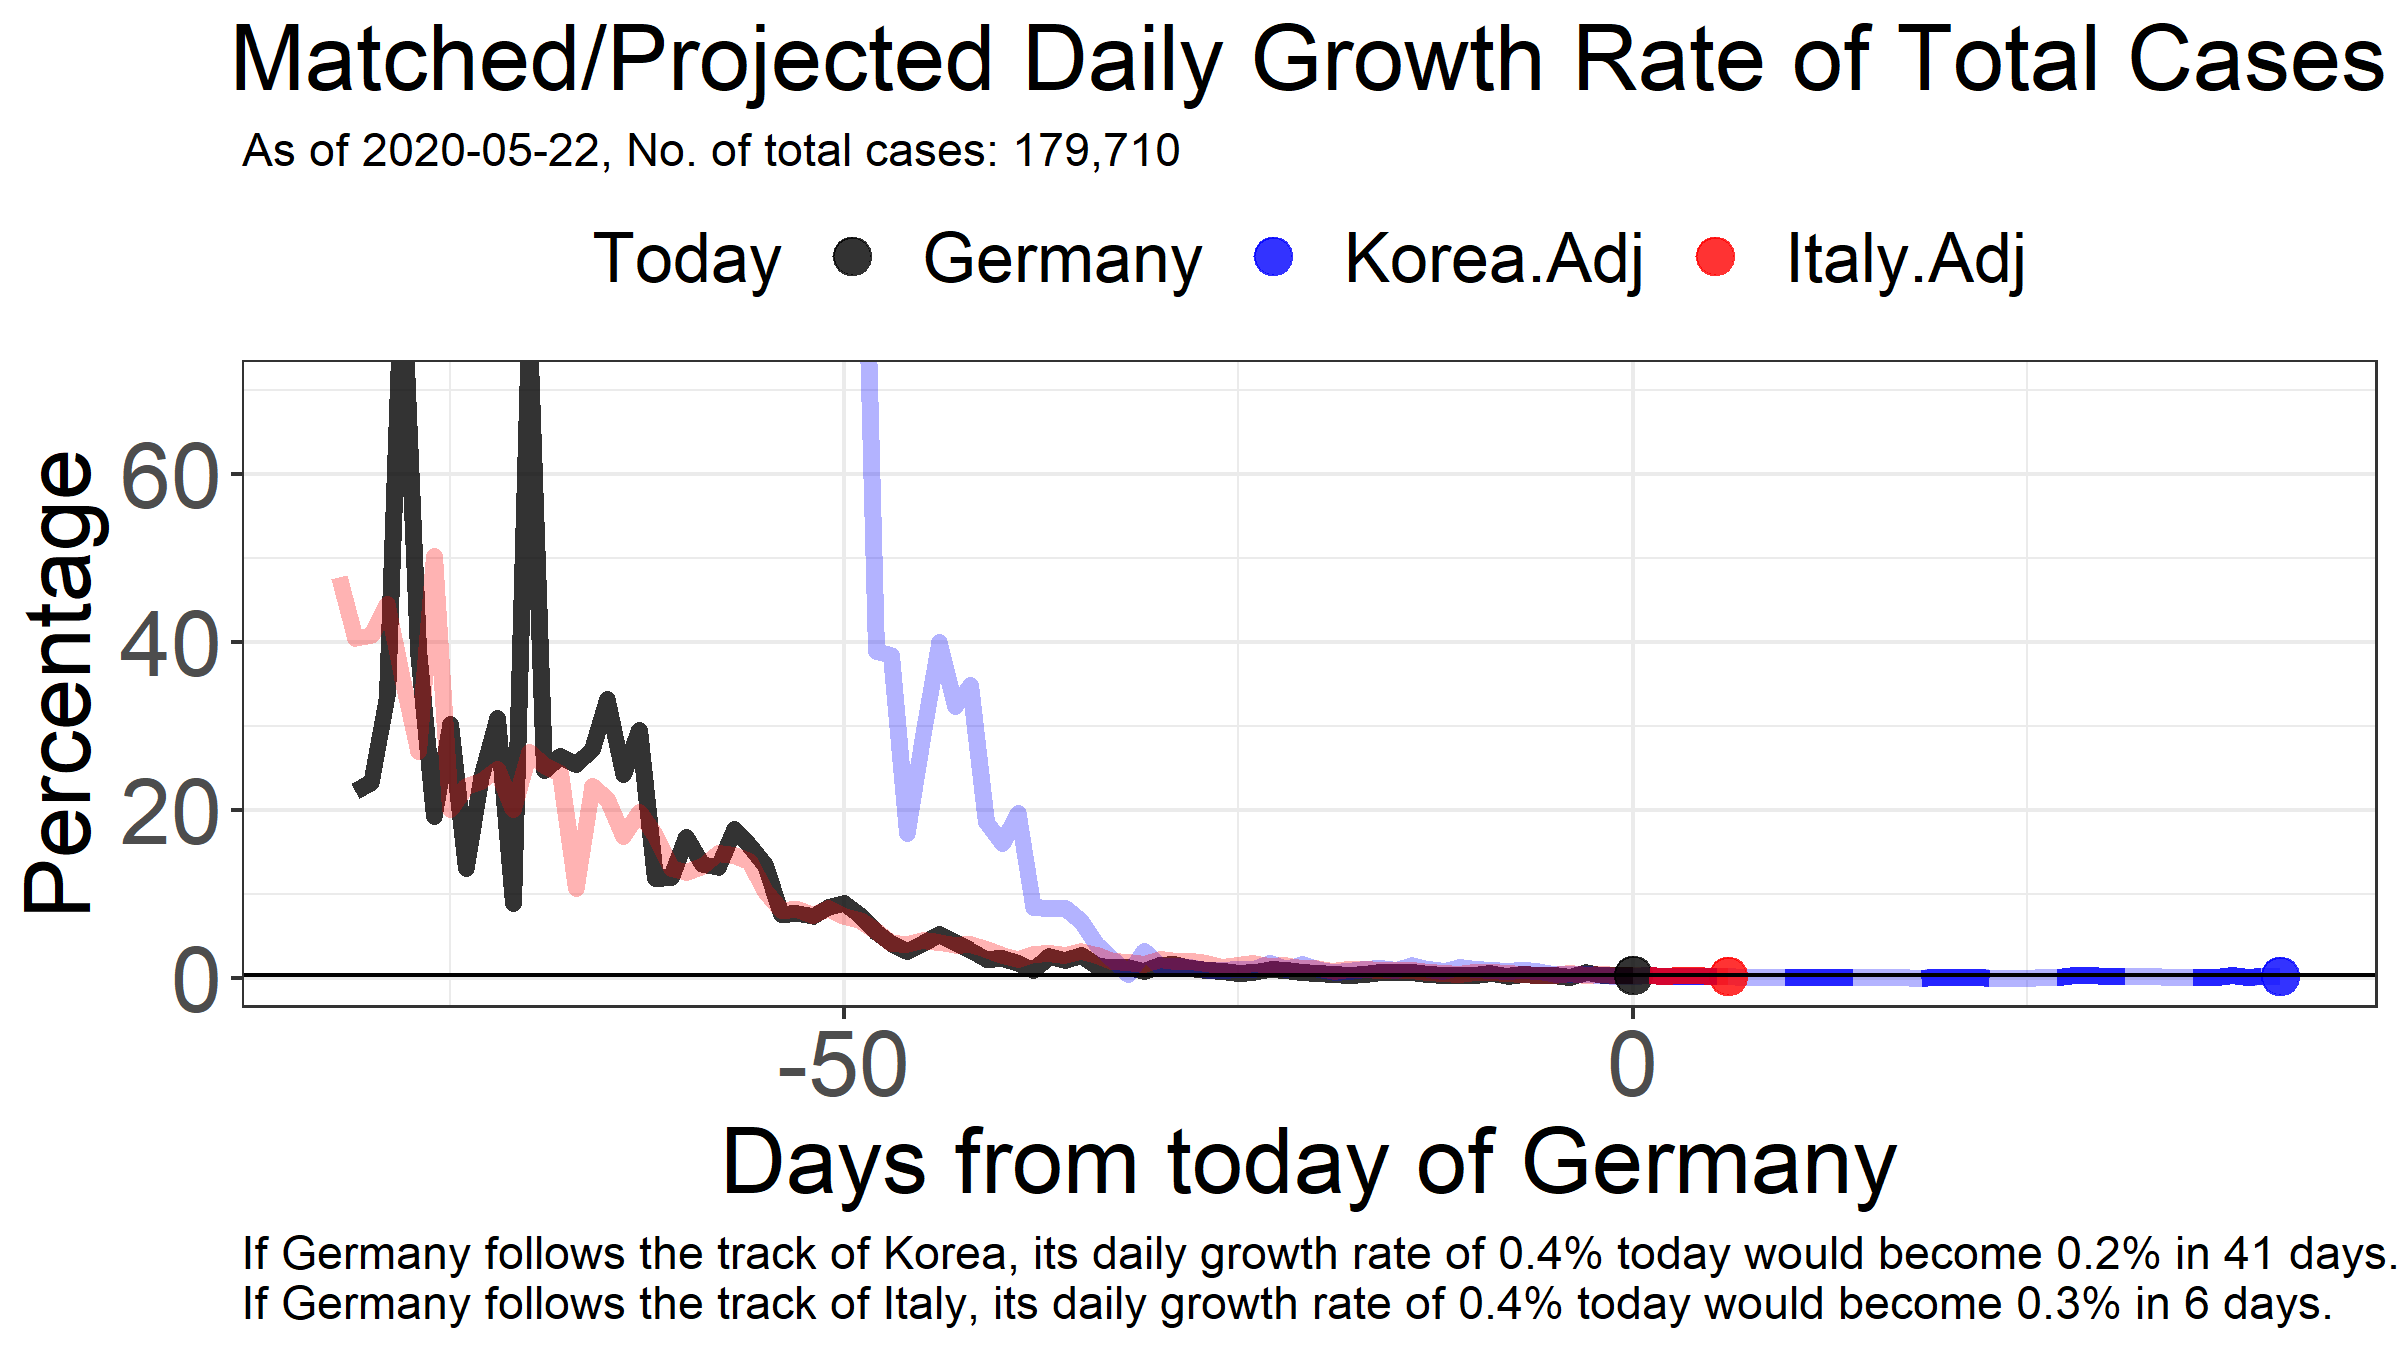 Matched/Projected Daily Growth Rate of Total Cases
As of 2020-05-22, No. of total cases: 179,710
Today Germany Korea.Adj Italy.Adj
Percentage
60
40
20
0
-50 0
Days from today of Germany
If Germany follows the track of Korea, its daily growth rate of 0.4% today would become 0.2% in 41 days.
If Germany follows the track of Italy, its daily growth rate of 0.4% today would become 0.3% in 6 days.